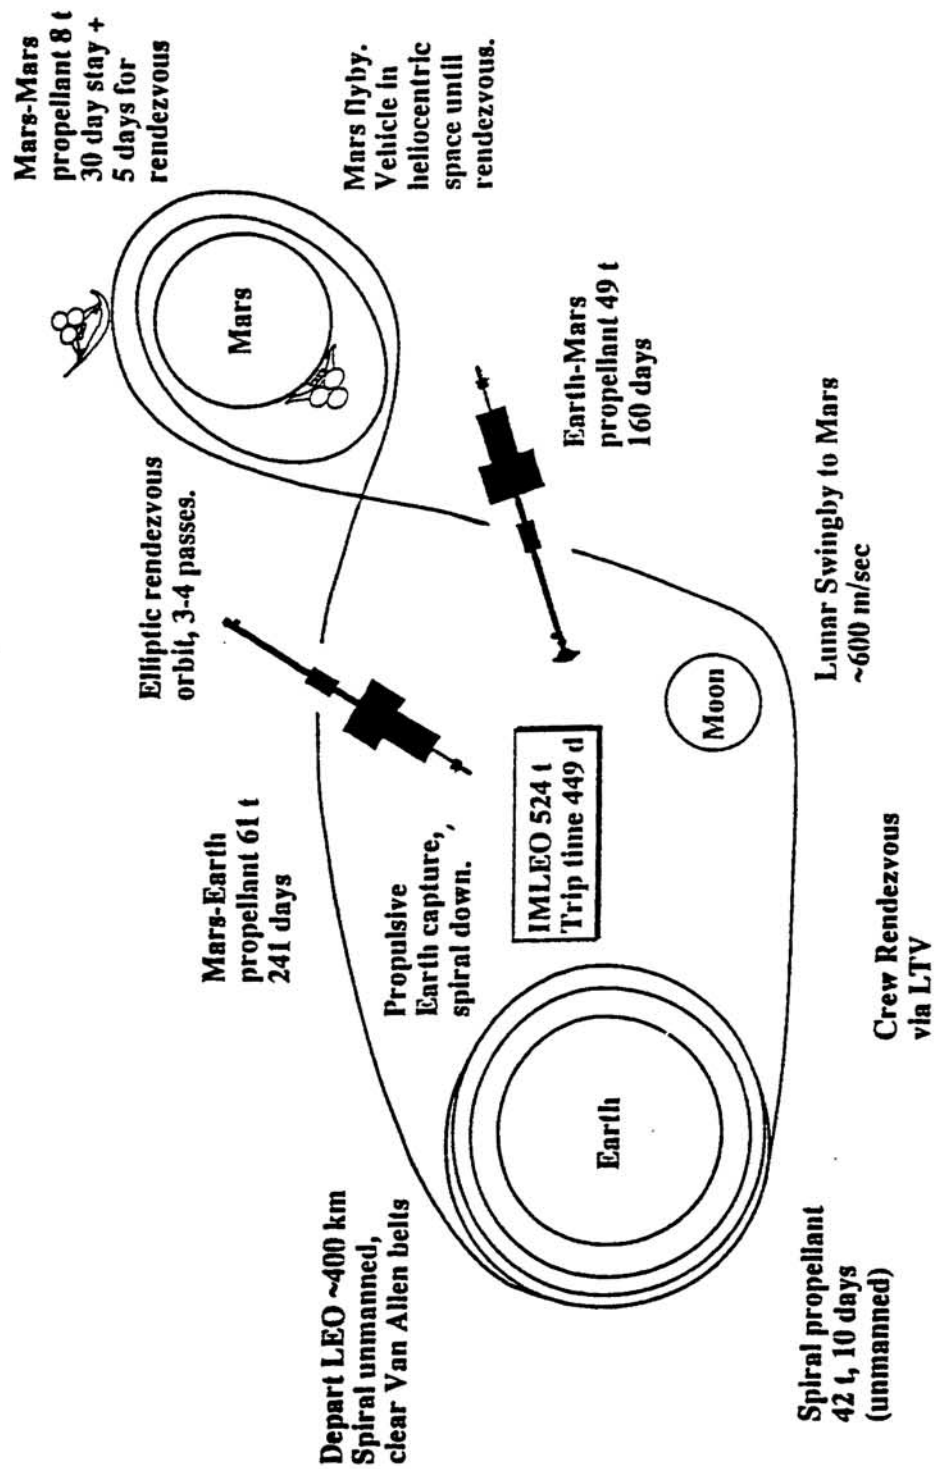 Depart LEO ~400 km
Spiral unmanned,
clear Van Allen belts
Mars-Earth
propellant 61 t
241 days
Elliptic rendezvous
orbit, 3-4 passes.
Mars-Mars
propellant 8 t
30 day stay +
5 days for
rendezvous
Propulsive
Earth capture,
spiral down.
Mars
Mars flyby.
Vehicle in
heliocentric
space until
rendezvous.
Earth
IMLEO 524 t
Trip time 449 d
Moon
Earth-Mars
propellant 49 t
160 days
Spiral propellant
42 t, 10 days
(unmanned)
Crew Rendezvous
via LTV
Lunar Swingby to Mars
~600 m/sec